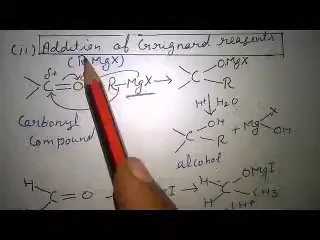 (ii) Addition of Grignard reagents
(RMgX)
δ+
C = O R - MgX → C OMgX R
H+ H2O
Carbonyl
Compound
C OH R + Mg X OH
alcohol
H C = O I → H C OMgI CH3
H+